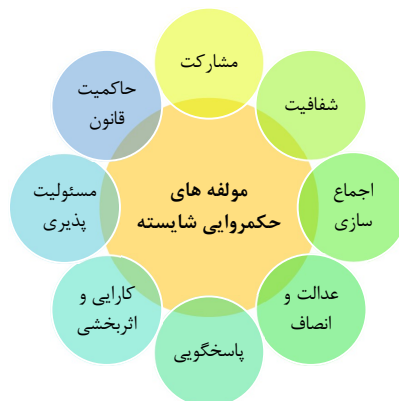 مولفه های
حکمروایی شایسته
مشارکت
شفافیت
اجماع
سازی
عدالت و
انصاف
پاسخگویی
کارایی و
اثربخشی
مسئولیت
پذیری
حاکمیت
قانون